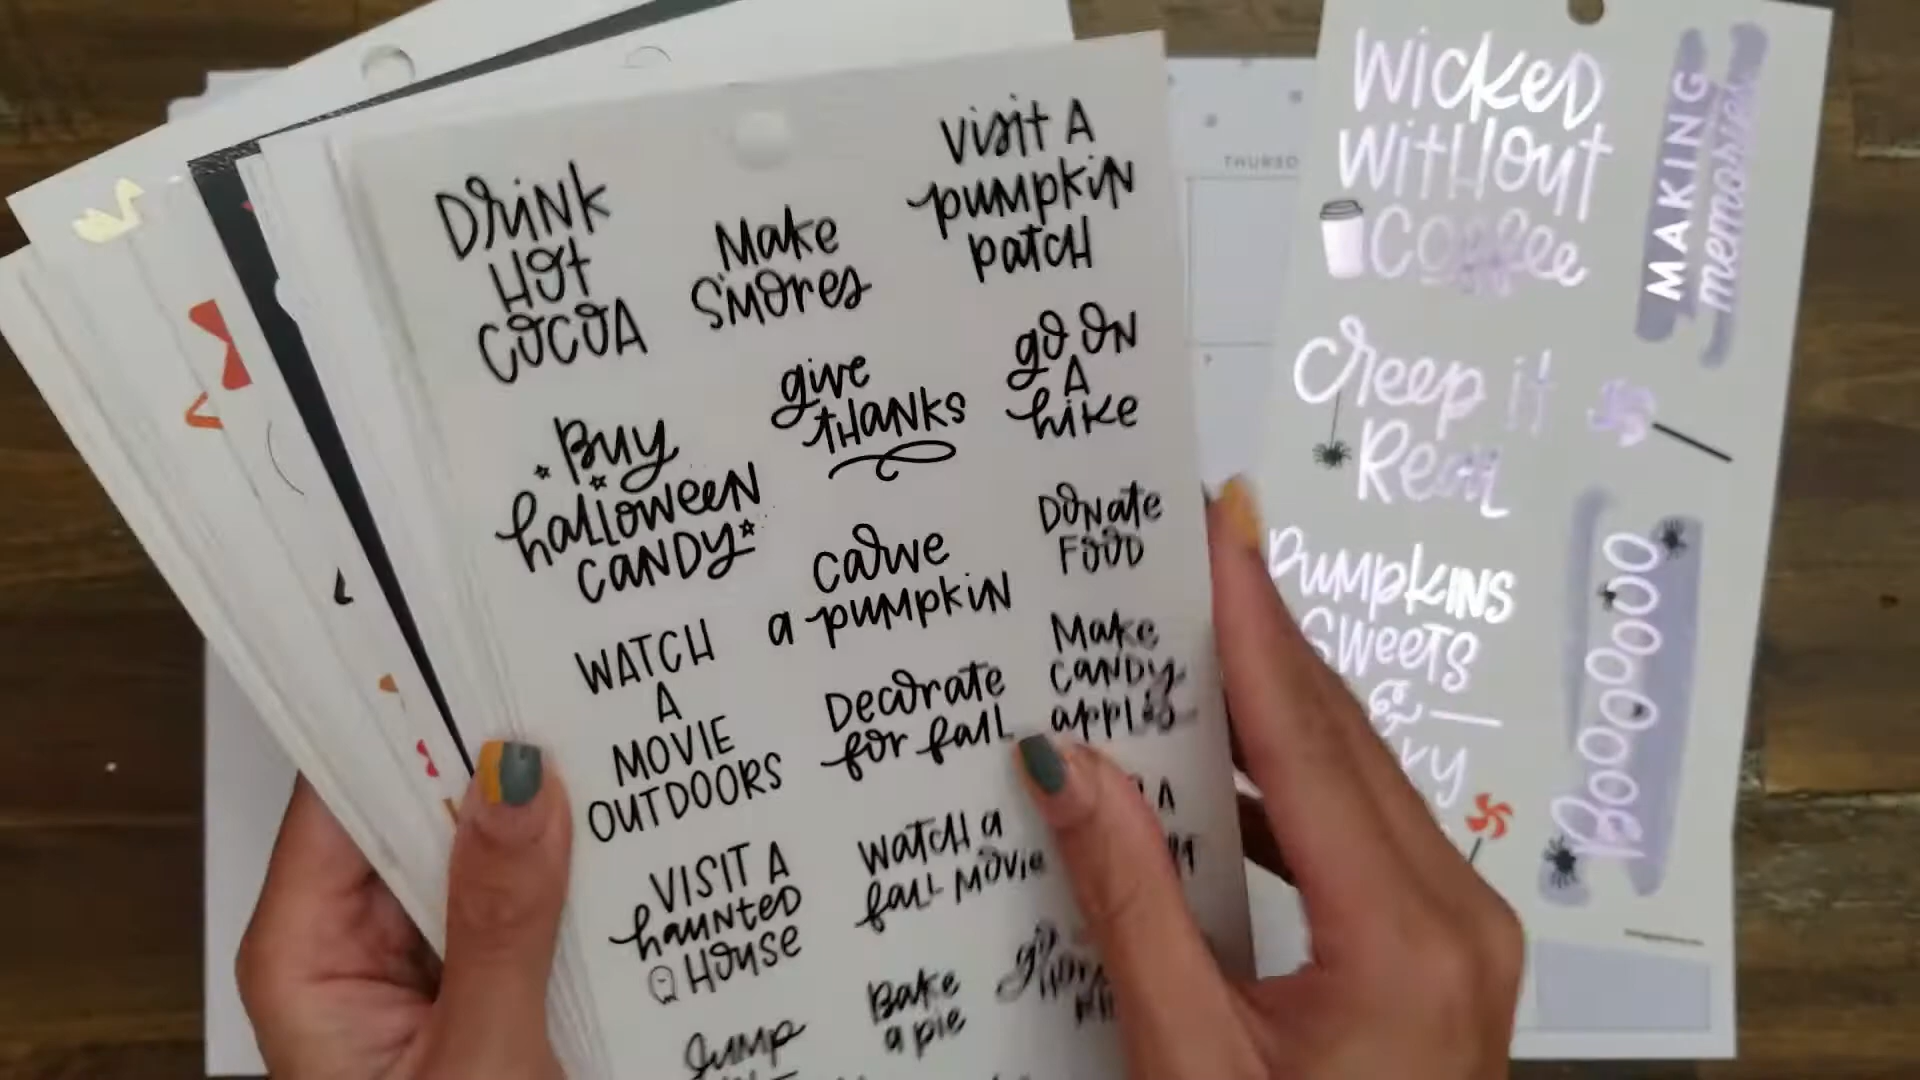 DRINK
HOT
COCOA
Make
S'mores
visit A
pumpkin
patch
Buy
halloween
CANDY
give
THANKS
go ON
A
hike
WATCH
A
MOVIE
OUTDOORS
carve
a pumpkin
DONate
FOOD
Decorate
for fall
Make
CANDY
apples
VISIT A
haunted
House
Watch a
fall movie
A
Bake
a pie
go
Jump
THURSD
Wicked
Without
Coffee
MAKING
memories
Creep it
Real
Pumpkins
Sweets
&
Booooooo